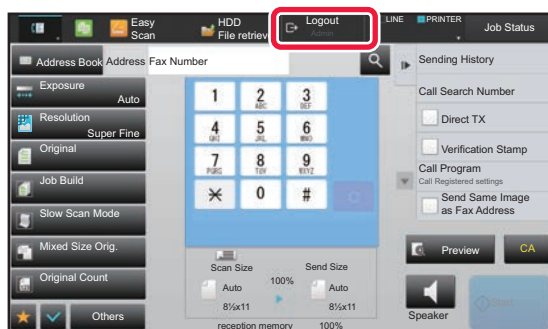 Easy
Scan
HDD
File retriev
Logout
Admin
LINE
PRINTER
Job Status
Address Book
Address
Fax Number
Sending History
Exposure
Auto
Resolution
Super Fine
Original
Job Build
Slow Scan Mode
Mixed Size Orig.
Original Count
Others
1
2
ABC
3
DEF
4
GHI
5
JKL
6
MNO
7
PQRS
8
TUV
9
WXYZ
0
#
Call Search Number
Direct TX
Verification Stamp
Call Program
Call Registered settings
Send Same Image
as Fax Address
Preview
CA
Scan Size
Send Size
100%
Auto
Auto
8½x11
8½x11
reception memory 100%
Speaker
Start